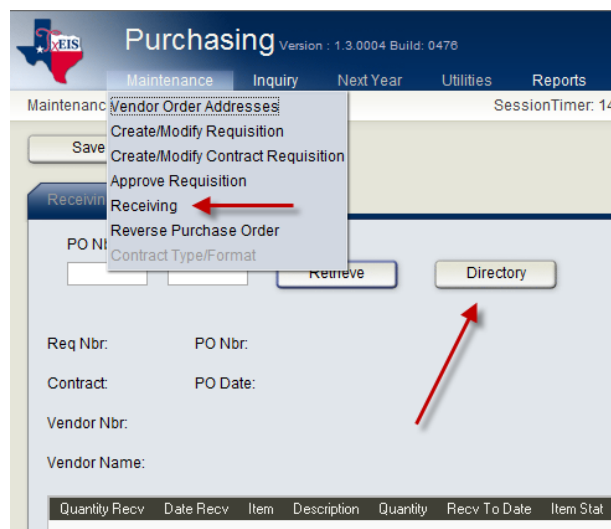 TxEIS
Purchasing Version : 1.3.0004 Build: 0476
Maintenance Inquiry Next Year Utilities Reports
Maintenanc SessionTimer: 14
Vendor Order Addresses
Create/Modify Requisition
Save
Create/Modify Contract Requisition
Approve Requisition
Receivin
Receiving
Reverse Purchase Order
PO N
Contract Type/Format
Retrieve Directory
Req Nbr: PO Nbr:
Contract: PO Date:
Vendor Nbr:
Vendor Name:
Quantity Recv Date Recv Item Description Quantity Recv To Date Item Stat